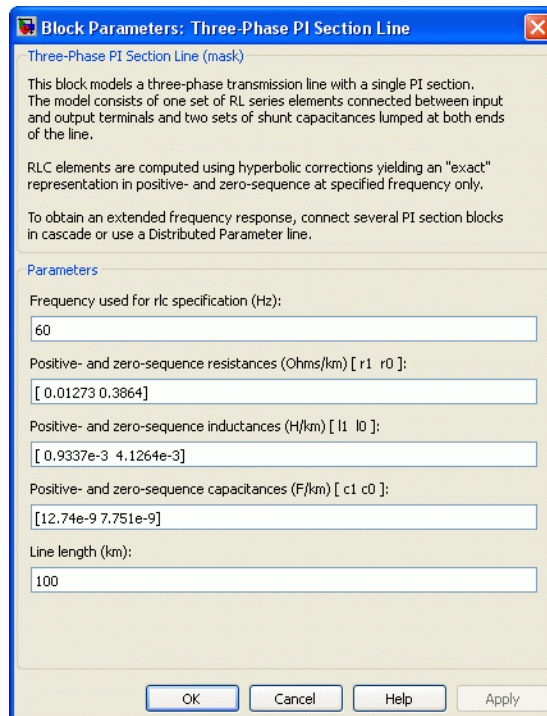 Block Parameters: Three-Phase PI Section Line
Three-Phase PI Section Line (mask)
This block models a three-phase transmission line with a single PI section.
The model consists of one set of RL series elements connected between input
and output terminals and two sets of shunt capacitances lumped at both ends
of the line.
RLC elements are computed using hyperbolic corrections yielding an "exact"
representation in positive- and zero-sequence at specified frequency only.
To obtain an extended frequency response, connect several PI section blocks
in cascade or use a Distributed Parameter line.
Parameters
Frequency used for rlc specification (Hz):
60
Positive- and zero-sequence resistances (Ohms/km) [ r1 r0 ]:
[ 0.01273 0.3864]
Positive- and zero-sequence inductances (H/km) [ l1 l0 ]:
[ 0.9337e-3 4.1264e-3]
Positive- and zero-sequence capacitances (F/km) [ c1 c0 ]:
[12.74e-9 7.751e-9]
Line length (km):
100
OK Cancel Help Apply